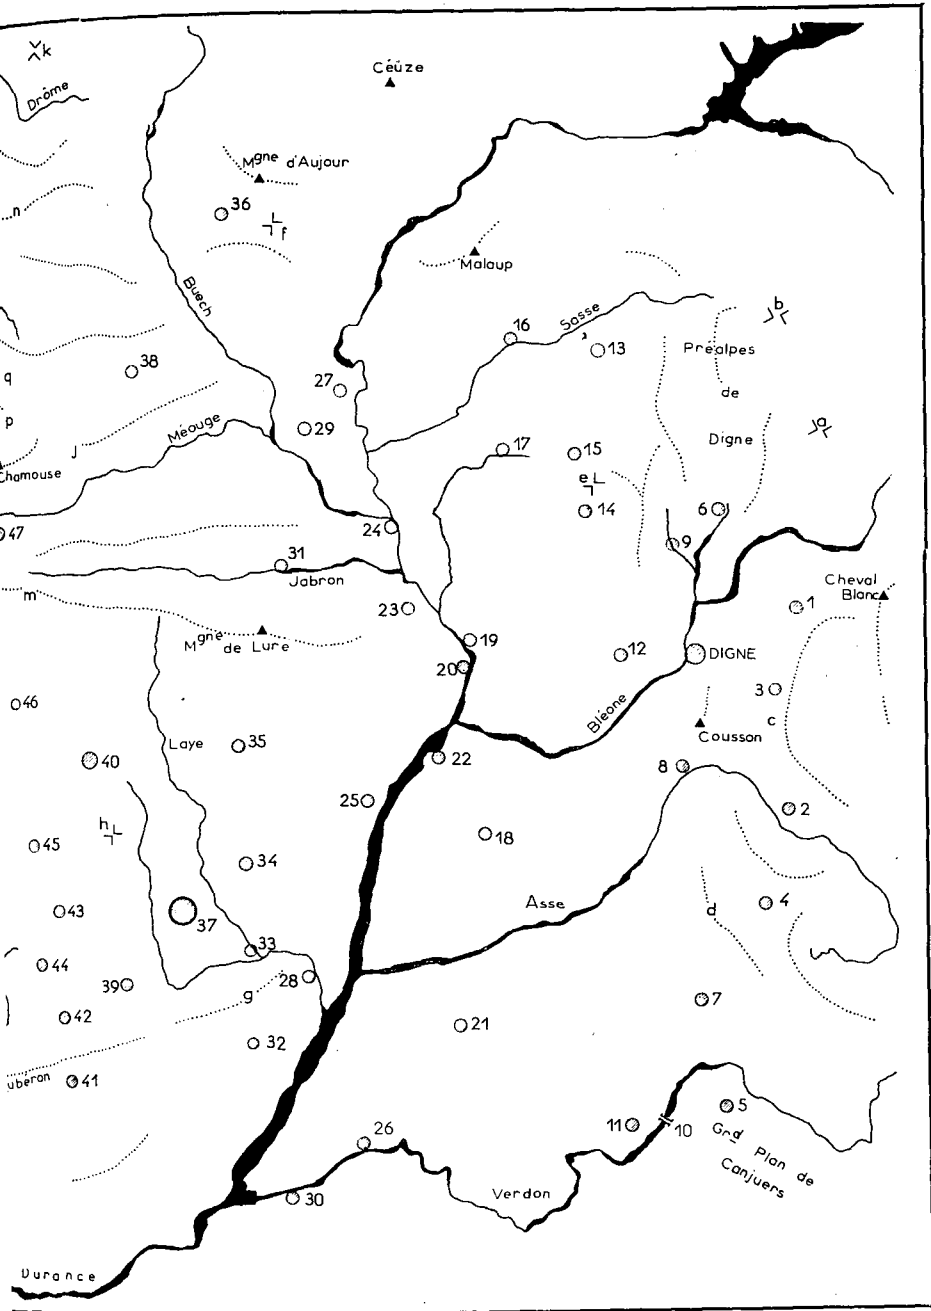 k
Céüze
Drôme
Mgne d'Aujour
36
f
n
Malaup
Buech
b
16
Sasse
13
Préalpes
38
q
27
de
p
29
a
Méouge
Digne
J
17
15
Chamouse
e
14
6
24
47
9
31
Jabron
Cheval
Blanc
m
23
1
Mgne
de Lure
19
12
DIGNE
20
3
46
Bléone
c
Laye
35
Cousson
40
22
8
25
2
h
18
45
34
Asse
4
43
37
d
33
44
28
39
g
7
42
21
32
uberon
41
5
11
10
Grd Plan de
Canjuers
26
30
Verdon
Durance